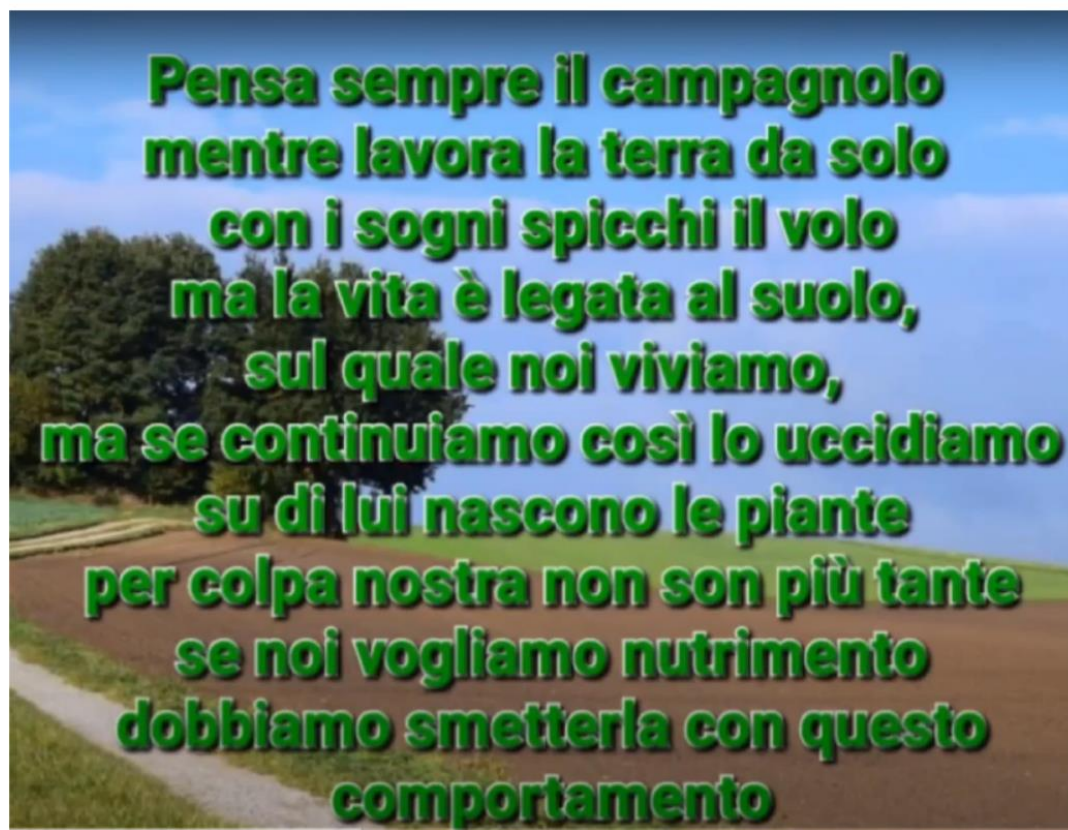 Pensa sempre il campagnolo
mentre lavora la terra da solo
con i sogni spicchi il volo
ma la vita è legata al suolo,
sul quale noi viviamo,
ma se continuiamo così lo uccidiamo
su di lui nascono le piante
per colpa nostra non son più tante
se noi vogliamo nutrimento
dobbiamo smetterla con questo
comportamento